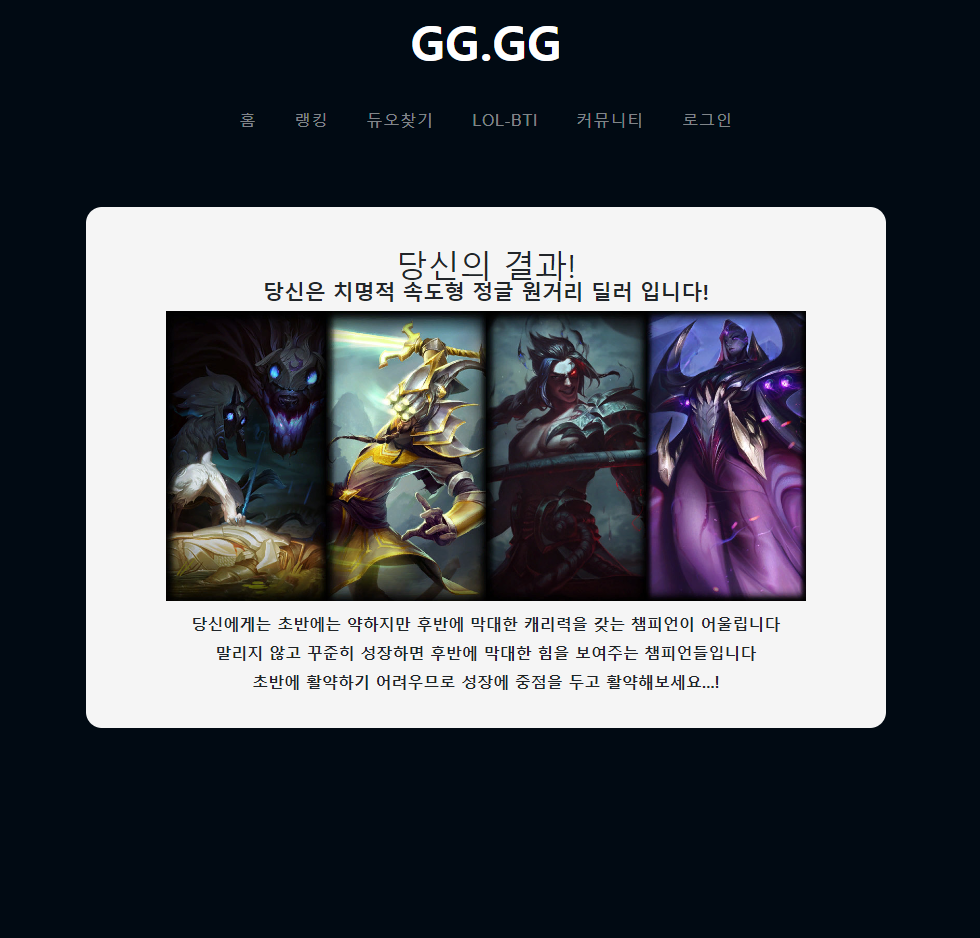 GG.GG
홈 랭킹 듀오찾기 LOL-BTI 커뮤니티 로그인
당신의 결과!
당신은 치명적 속도형 정글 원거리 딜러 입니다!
당신에게는 초반에는 약하지만 후반에 막대한 캐리력을 갖는 챔피언이 어울립니다
말리지 않고 꾸준히 성장하면 후반에 막대한 힘을 보여주는 챔피언들입니다
초반에 활약하기 어려우므로 성장에 중점을 두고 활약해보세요...!